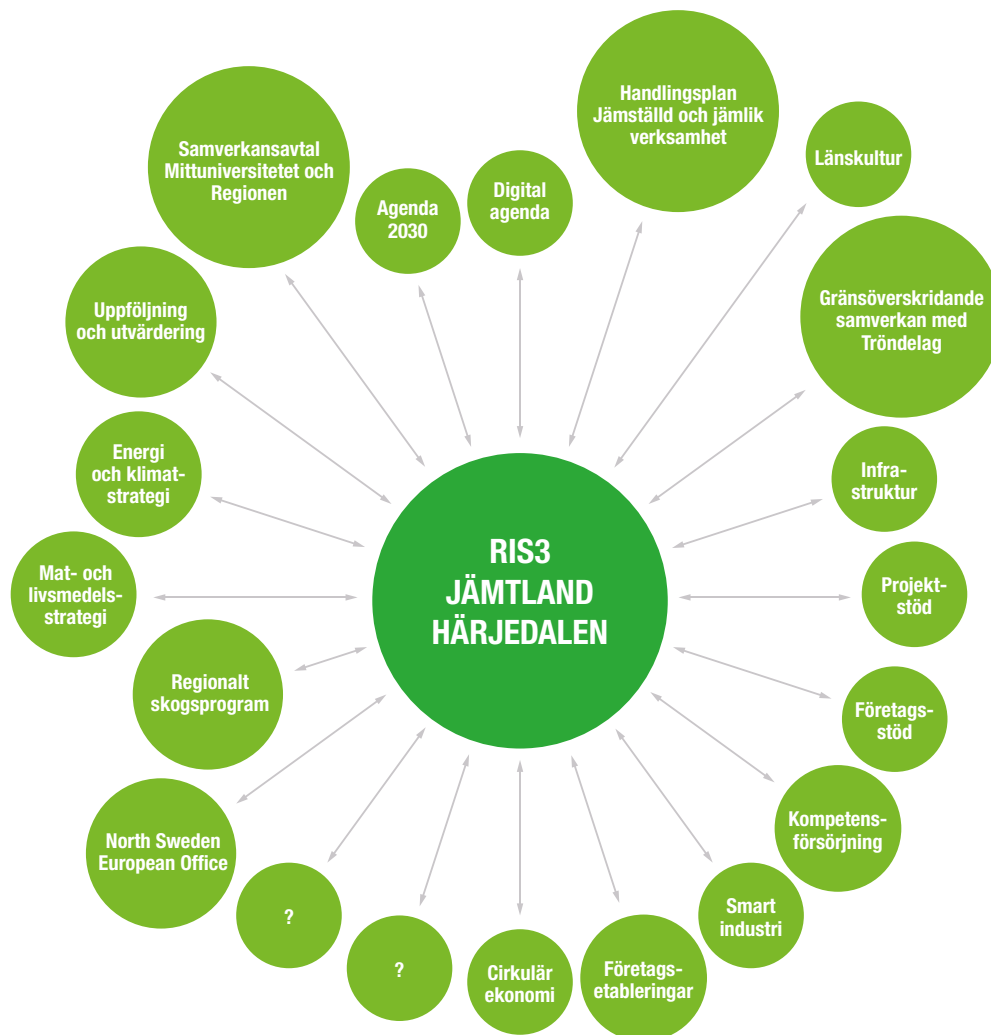 Handlingsplan
Jämställd och jämlik
verksamhet
Länskultur
Samverkansavtal
Mittuniversitetet och
Regionen
Agenda
2030
Digital
agenda
Gränsöverskridande
samverkan med
Tröndelag
Uppföljning
och utvärdering
Energi
och klimat-
strategi
Infra-
struktur
Mat- och
livsmedels-
strategi
RIS3
JÄMTLAND
HÄRJEDALEN
Projekt-
stöd
Regionalt
skogsprogram
Företags-
stöd
North Sweden
European Office
Kompetens-
försörjning
?
?
Cirkulär
ekonomi
Företags-
etableringar
Smart
industri